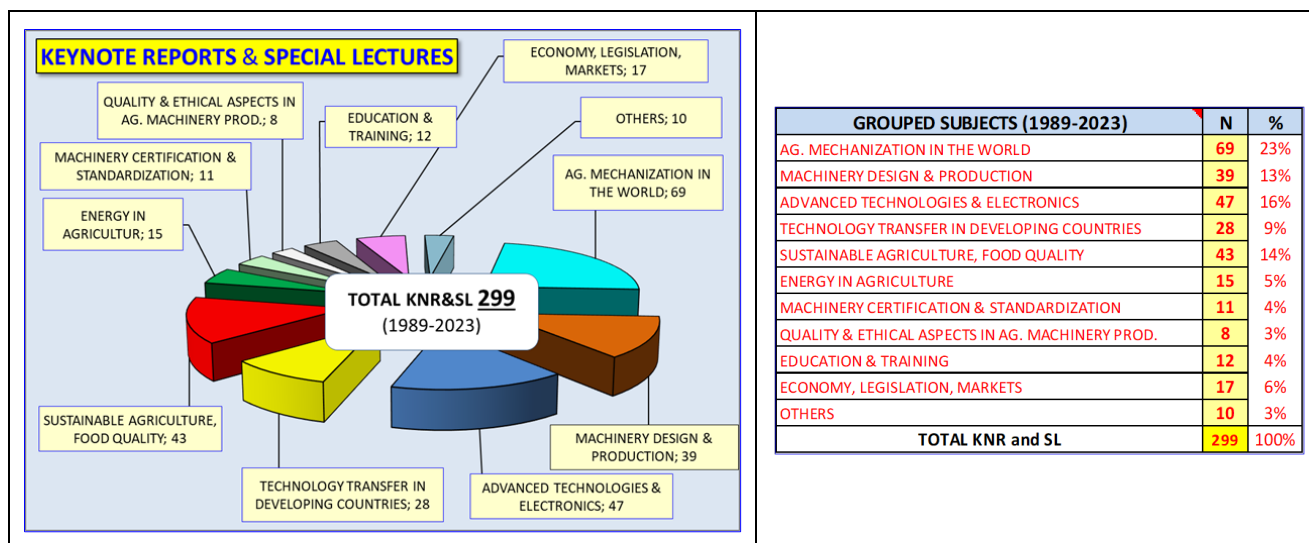 KEYNOTE REPORTS & SPECIAL LECTURES
ECONOMY, LEGISLATION,
MARKETS; 17
QUALITY & ETHICAL ASPECTS IN
AG. MACHINERY PROD.; 8
EDUCATION &
TRAINING; 12
OTHERS; 10
MACHINERY CERTIFICATION &
STANDARDIZATION; 11
AG. MECHANIZATION IN
THE WORLD; 69
ENERGY IN
AGRICULTUR; 15
TOTAL KNR&SL 299
(1989-2023)
SUSTAINABLE AGRICULTURE,
FOOD QUALITY; 43
MACHINERY DESIGN &
PRODUCTION; 39
TECHNOLOGY TRANSFER IN
DEVELOPING COUNTRIES; 28
ADVANCED TECHNOLOGIES &
ELECTRONICS; 47
GROUPED SUBJECTS (1989-2023) N %
AG. MECHANIZATION IN THE WORLD 69 23%
MACHINERY DESIGN & PRODUCTION 39 13%
ADVANCED TECHNOLOGIES & ELECTRONICS 47 16%
TECHNOLOGY TRANSFER IN DEVELOPING COUNTRIES 28 9%
SUSTAINABLE AGRICULTURE, FOOD QUALITY 43 14%
ENERGY IN AGRICULTURE 15 5%
MACHINERY CERTIFICATION & STANDARDIZATION 11 4%
QUALITY & ETHICAL ASPECTS IN AG. MACHINERY PROD. 8 3%
EDUCATION & TRAINING 12 4%
ECONOMY, LEGISLATION, MARKETS 17 6%
OTHERS 10 3%
TOTAL KNR and SL 299 100%